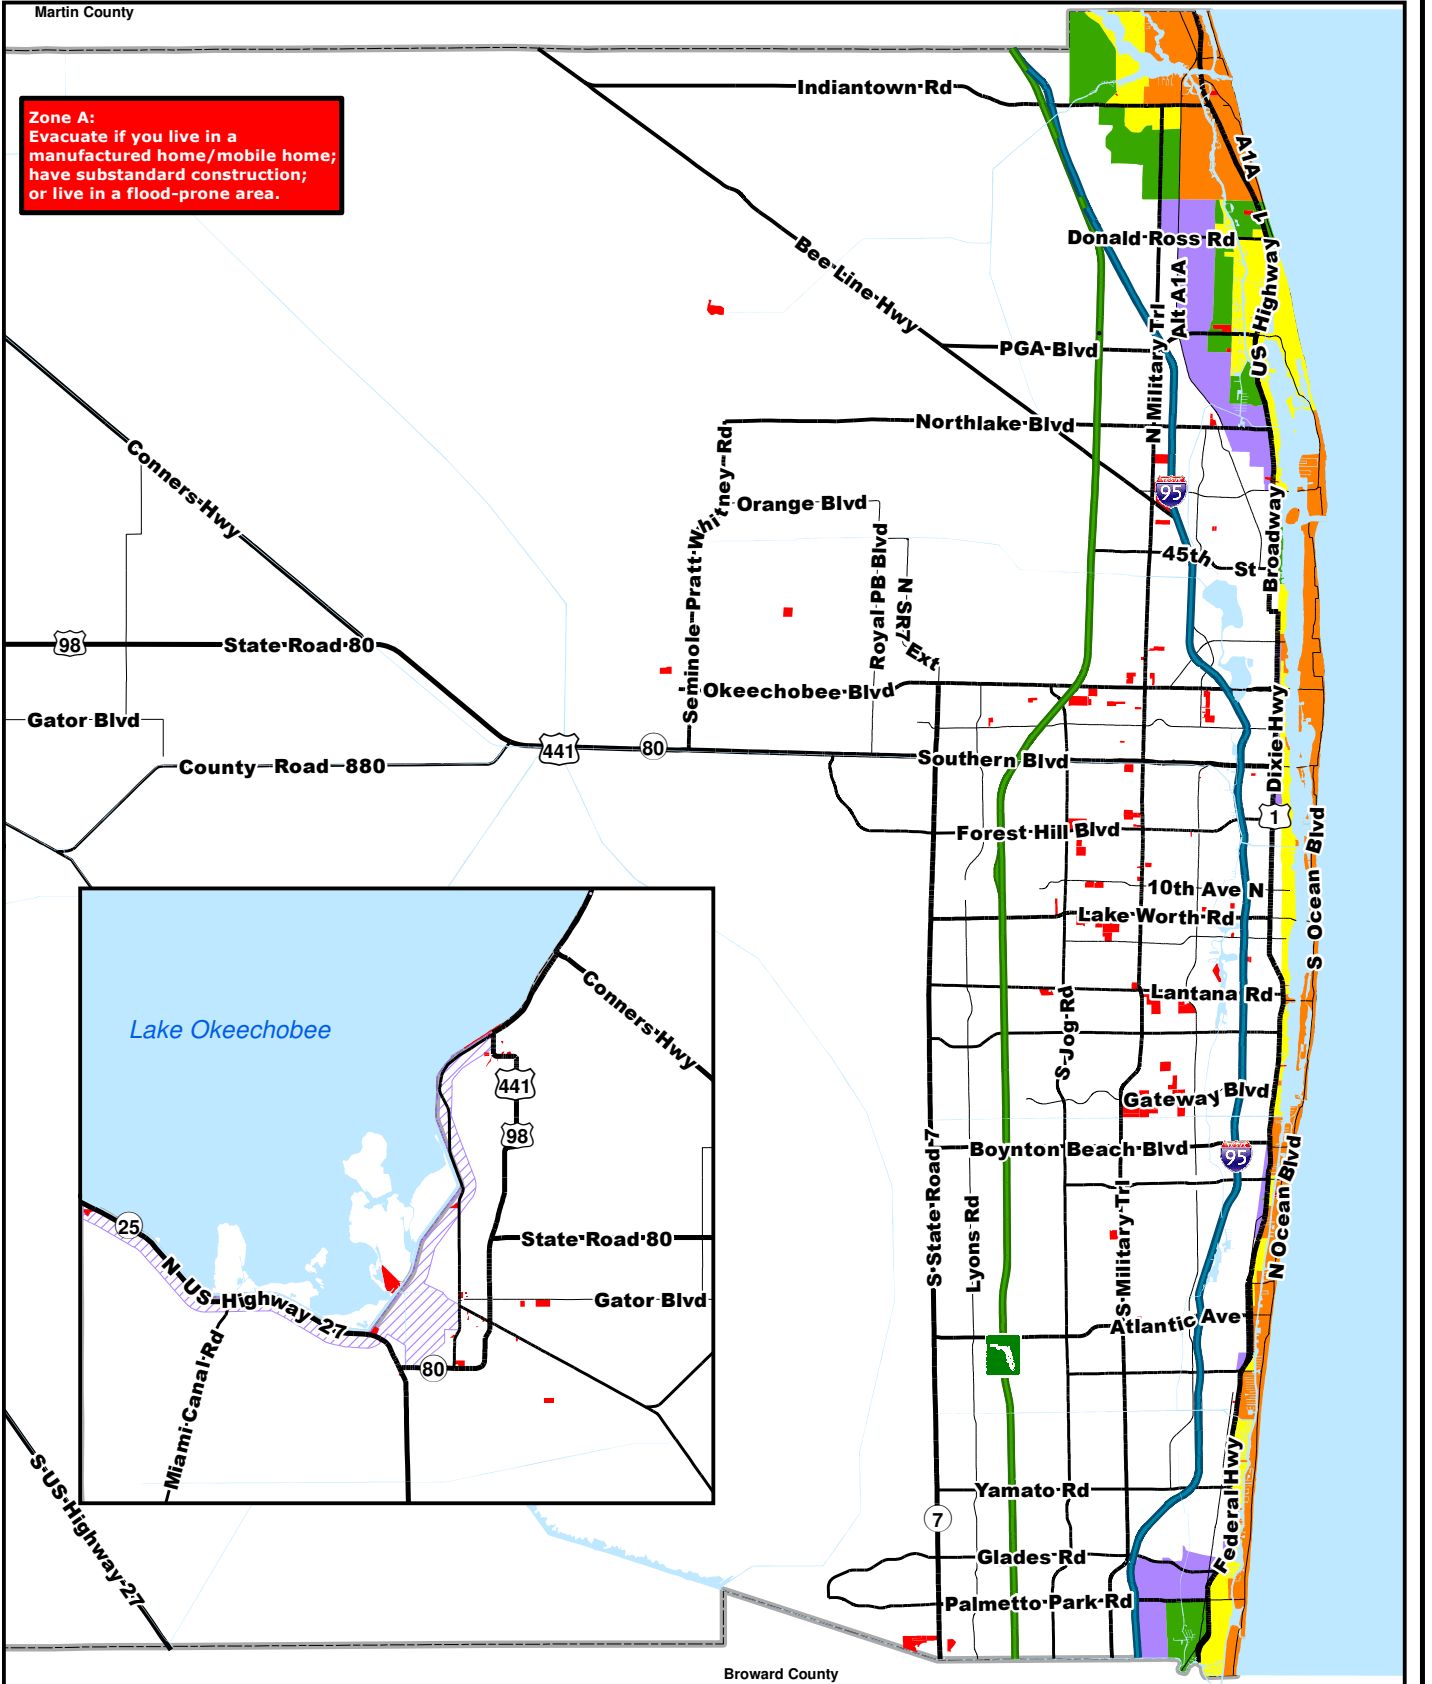 Martin County
Zone A:
Evacuate if you live in a
manufactured home/mobile home;
have substandard construction;
or live in a flood-prone area.
Indiantown Rd
A1A
1
Donald Ross Rd
Bee Line Hwy
Alt A1A
US Highway
N Military Trl
PGA Blvd
Northlake Blvd
Conners Hwy
Seminole Pratt Whitney Rd
95
Orange Blvd
Broadway
Royal PB Blvd
N SR7 Ext
45th St
98
State Road 80
Okeechobee Blvd
Gator Blvd
Dixie Hwy
441
80
Southern Blvd
County Road 880
1
Forest Hill Blvd
S Ocean Blvd
10th Ave N
Lake Worth Rd
Conners Hwy
Lake Okeechobee
Lantana Rd
S Jog Rd
441
Gateway Blvd
98
Boynton Beach Blvd
95
S State Road 7
Lyons Rd
S Military Trl
N Ocean Blvd
25
State Road 80
N US Highway 27
Gator Blvd
Atlantic Ave
80
Miami Canal Rd
S US Highway 27
Yamato Rd
Federal Hwy
7
Glades Rd
Palmetto Park Rd
Broward County